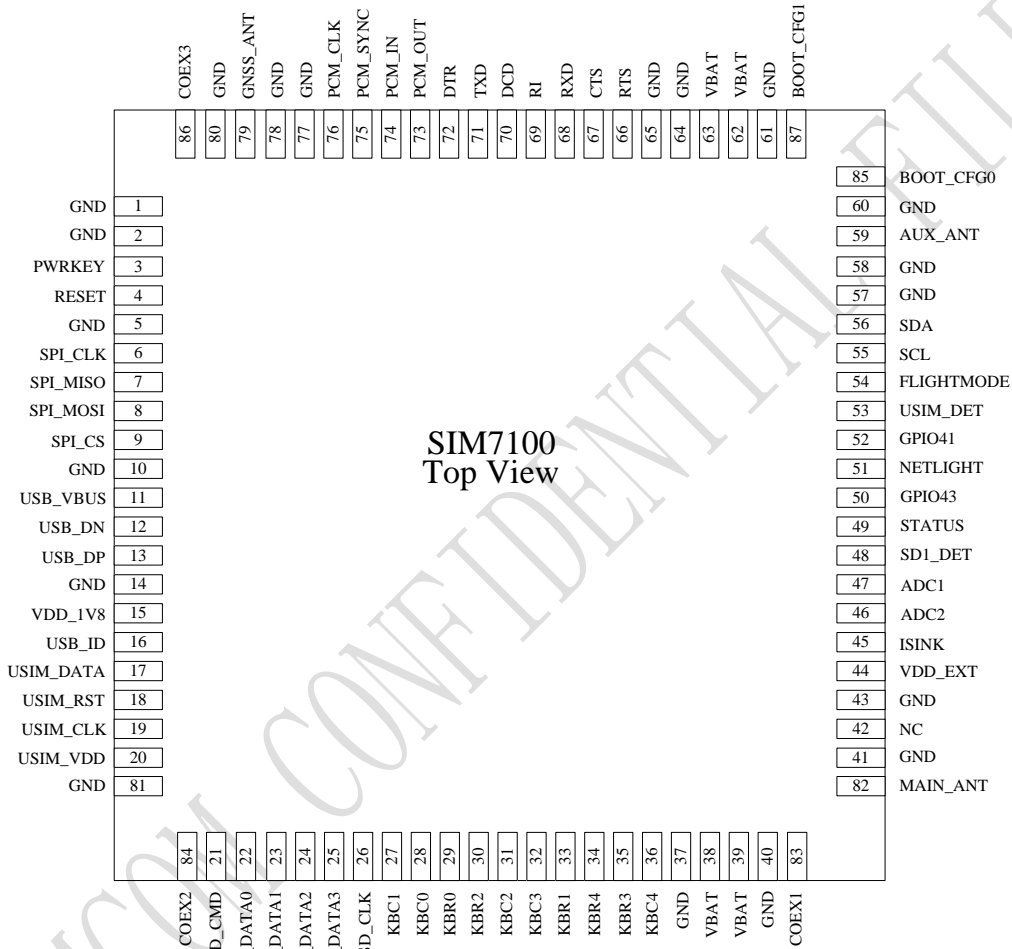 COEX3 GND GNSS_ANT GND GND PCM_CLK PCM_SYNC PCM_IN PCM_OUT DTR TXD DCD RI RXD CTS RTS GND GND VBAT VBAT GND BOOT_CFG1
86 80 79 78 77 76 75 74 73 72 71 70 69 68 67 66 65 64 63 62 61 87
GND 1
GND 2
PWRKEY 3
RESET 4
GND 5
SPI_CLK 6
SPI_MISO 7
SPI_MOSI 8
SPI_CS 9
GND 10
USB_VBUS 11
USB_DN 12
USB_DP 13
GND 14
VDD_1V8 15
USB_ID 16
USIM_DATA 17
USIM_RST 18
USIM_CLK 19
USIM_VDD 20
GND 81
SIM7100
Top View
85 BOOT_CFG0
60 GND
59 AUX_ANT
58 GND
57 GND
56 SDA
55 SCL
54 FLIGHTMODE
53 USIM_DET
52 GPIO41
51 NETLIGHT
50 GPIO43
49 STATUS
48 SD1_DET
47 ADC1
46 ADC2
45 ISINK
44 VDD_EXT
43 GND
42 NC
41 GND
82 MAIN_ANT
84 21 22 23 24 25 26 27 28 29 30 31 32 33 34 35 36 37 38 39 40 83
COEX2 D_CMD _DATA0 _DATA1 _DATA2 _DATA3 SD_CLK KBC1 KBC0 KBR0 KBR2 KBC2 KBC3 KBR1 KBR4 KBR3 KBC4 GND VBAT VBAT GND COEX1
COM CONFIDENTIAL FIL